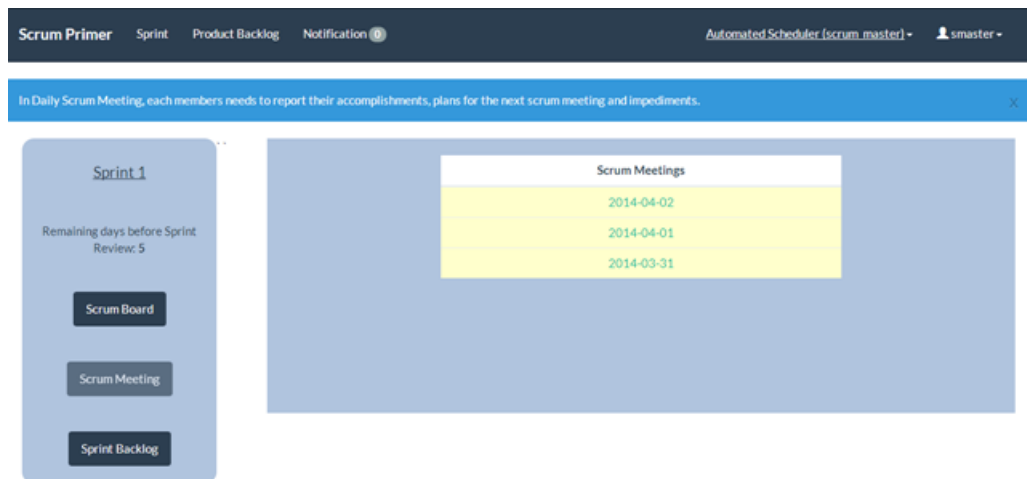 Scrum Primer Sprint Product Backlog Notification 0 Automated Scheduler (scrum_master) smaster
In Daily Scrum Meeting, each members needs to report their accomplishments, plans for the next scrum meeting and impediments. X
Sprint 1
Remaining days before Sprint
Review: 5
Scrum Board
Scrum Meeting
Sprint Backlog
Scrum Meetings
2014-04-02
2014-04-01
2014-03-31